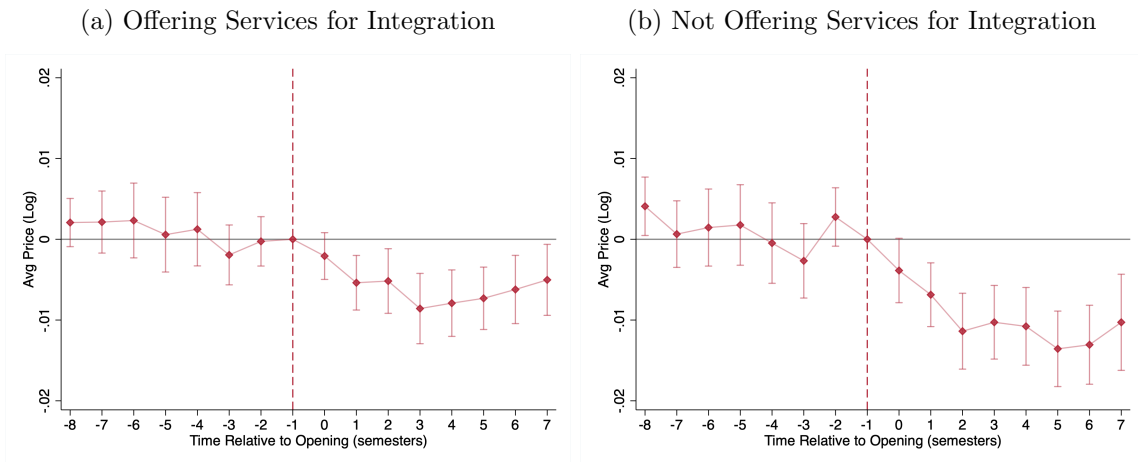 (a) Offering Services for Integration
.02
.01
0
-.01
-.02
Avg Price (Log)
-8 -7 -6 -5 -4 -3 -2 -1 0 1 2 3 4 5 6 7
Time Relative to Opening (semesters)
(b) Not Offering Services for Integration
.02
.01
0
-.01
-.02
Avg Price (Log)
-8 -7 -6 -5 -4 -3 -2 -1 0 1 2 3 4 5 6 7
Time Relative to Opening (semesters)